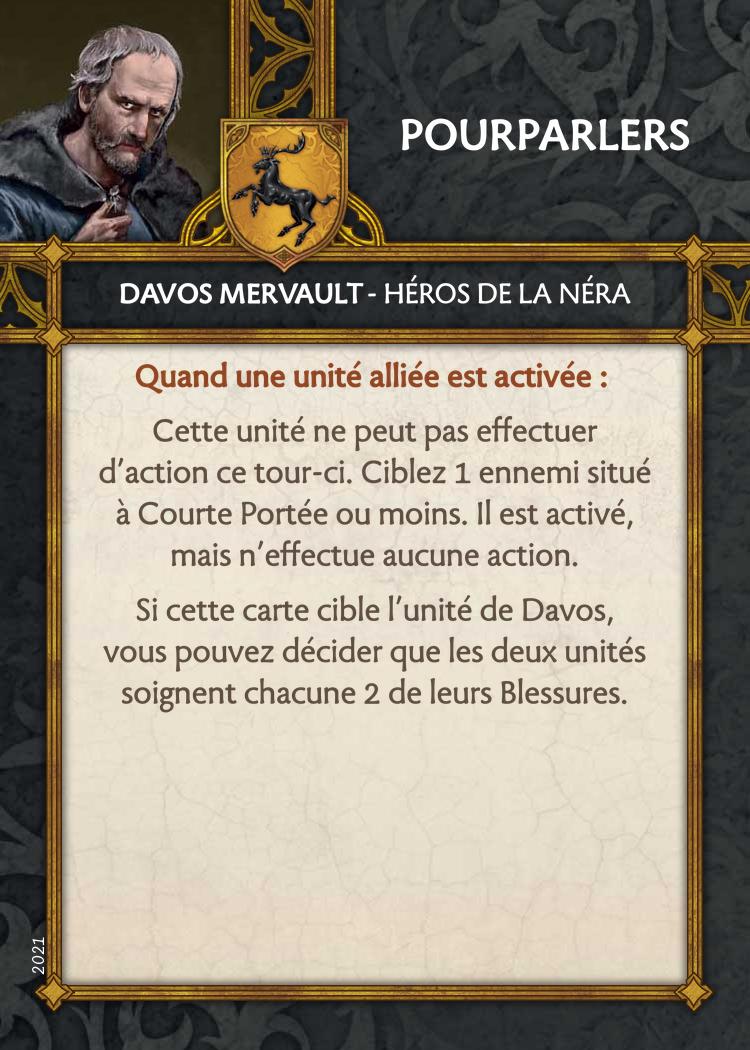 POURPARLERS
DAVOS MERVAULT - HÉROS DE LA NÉRA
Quand une unité alliée est activée :
Cette unité ne peut pas effectuer
d’action ce tour-ci. Ciblez 1 ennemi situé
à Courte Portée ou moins. Il est activé,
mais n’effectue aucune action.
Si cette carte cible l’unité de Davos,
vous pouvez décider que les deux unités
soignent chacune 2 de leurs Blessures.
2021